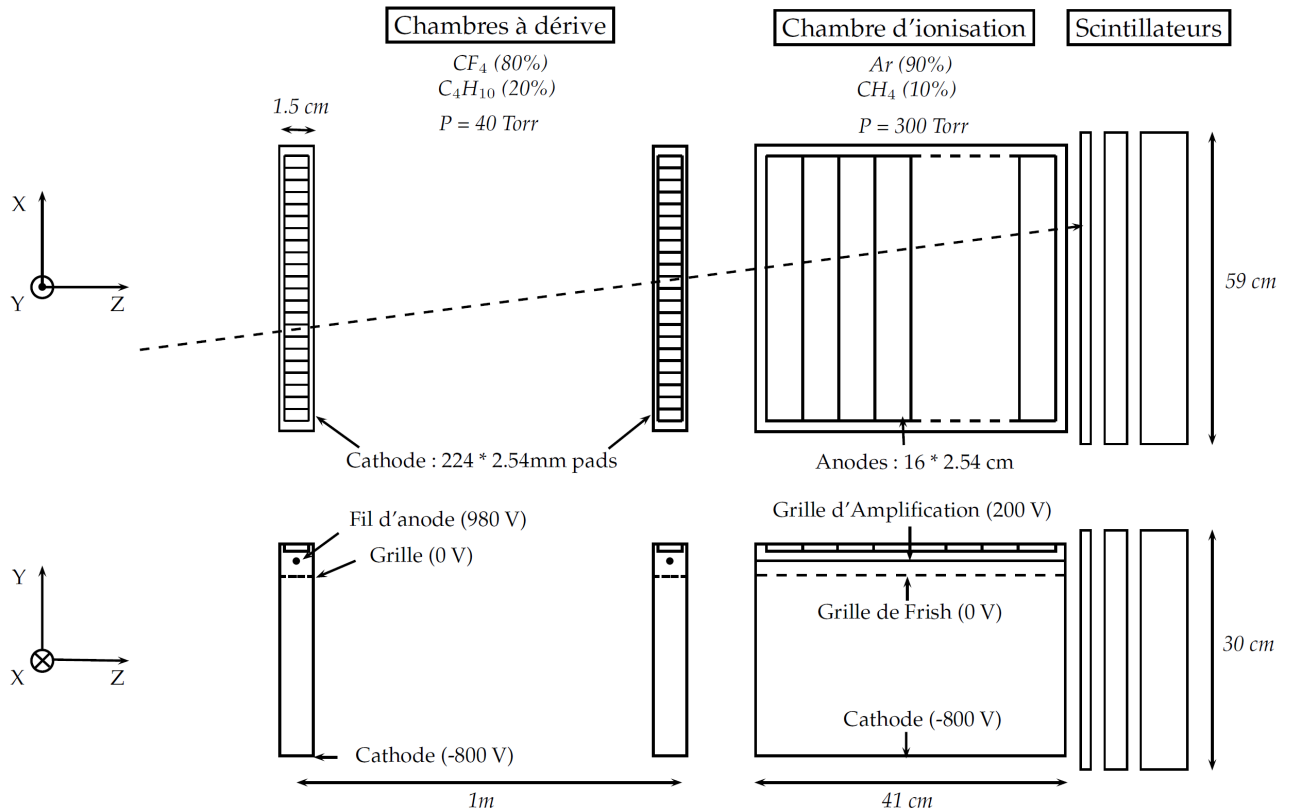 Chambres à dérive
CF₄ (80%)
C₄H₁₀ (20%)
P = 40 Torr
Chambre d'ionisation
Ar (90%)
CH₄ (10%)
P = 300 Torr
Scintillateurs
1.5 cm
X
Y
Z
59 cm
Cathode : 224 * 2.54mm pads
Anodes : 16 * 2.54 cm
Fil d'anode (980 V)
Grille (0 V)
Grille d'Amplification (200 V)
Grille de Frish (0 V)
Y
X
Z
30 cm
Cathode (-800 V)
Cathode (-800 V)
1m
41 cm